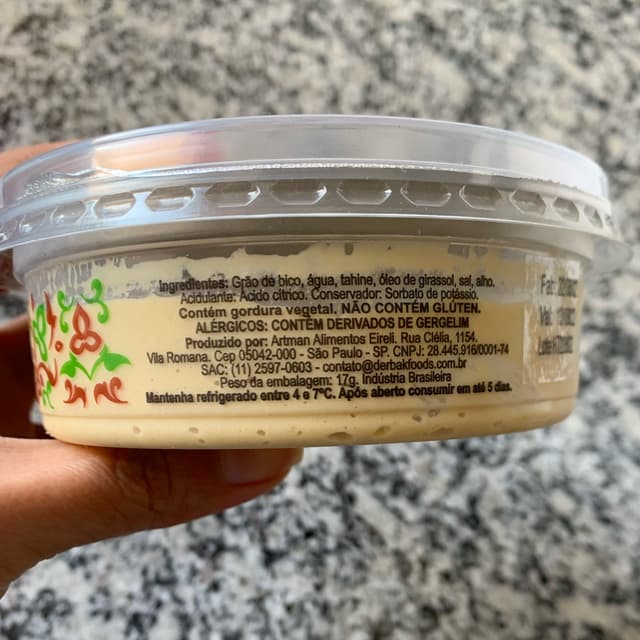 Ingredientes: Grão de bico, água, tahine, óleo de girassol, sal, alho.
Acidulante: Ácido cítrico. Conservador: Sorbato de potássio.
Contém gordura vegetal. NÃO CONTÉM GLÚTEN.
ALÉRGICOS: CONTÉM DERIVADOS DE GERGELIM
Produzido por: Artman Alimentos Eireli. Rua Clélia, 1154.
Vila Romana. Cep 05042-000 - São Paulo - SP. CNPJ: 28.445.916/0001-74
SAC: (11) 2597-0603 - contato@derbakfoods.com.br
Peso da embalagem: 17g. Indústria Brasileira
Mantenha refrigerado entre 4 e 7°C. Após aberto consumir em até 5 dias.
Fab:
Val:
Lote: